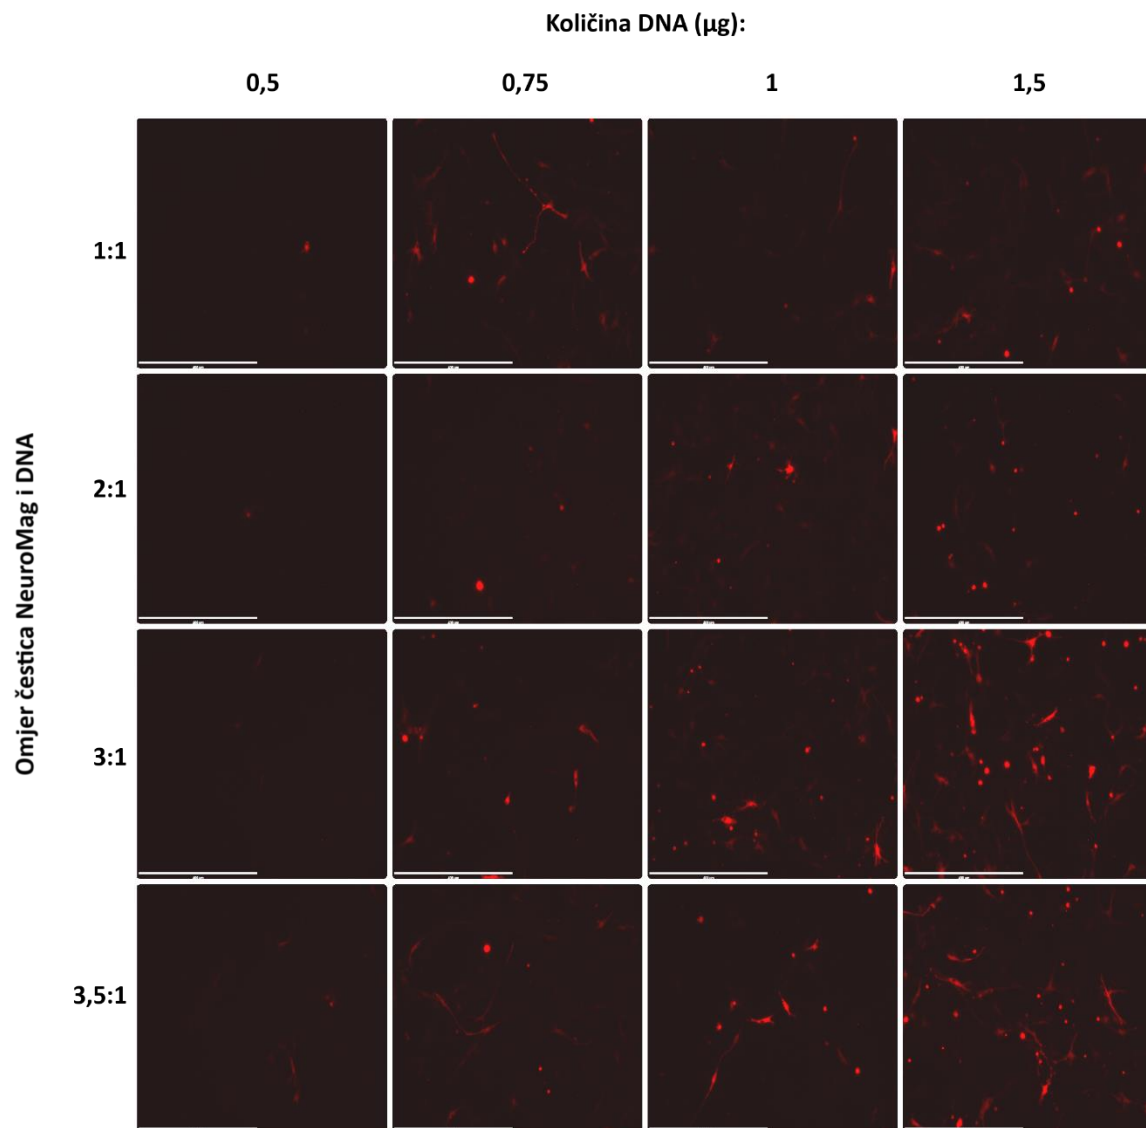 Količina DNA (µg):
0,5 0,75 1 1,5
Omjer čestica NeuroMag i DNA
1:1
2:1
3:1
3,5:1